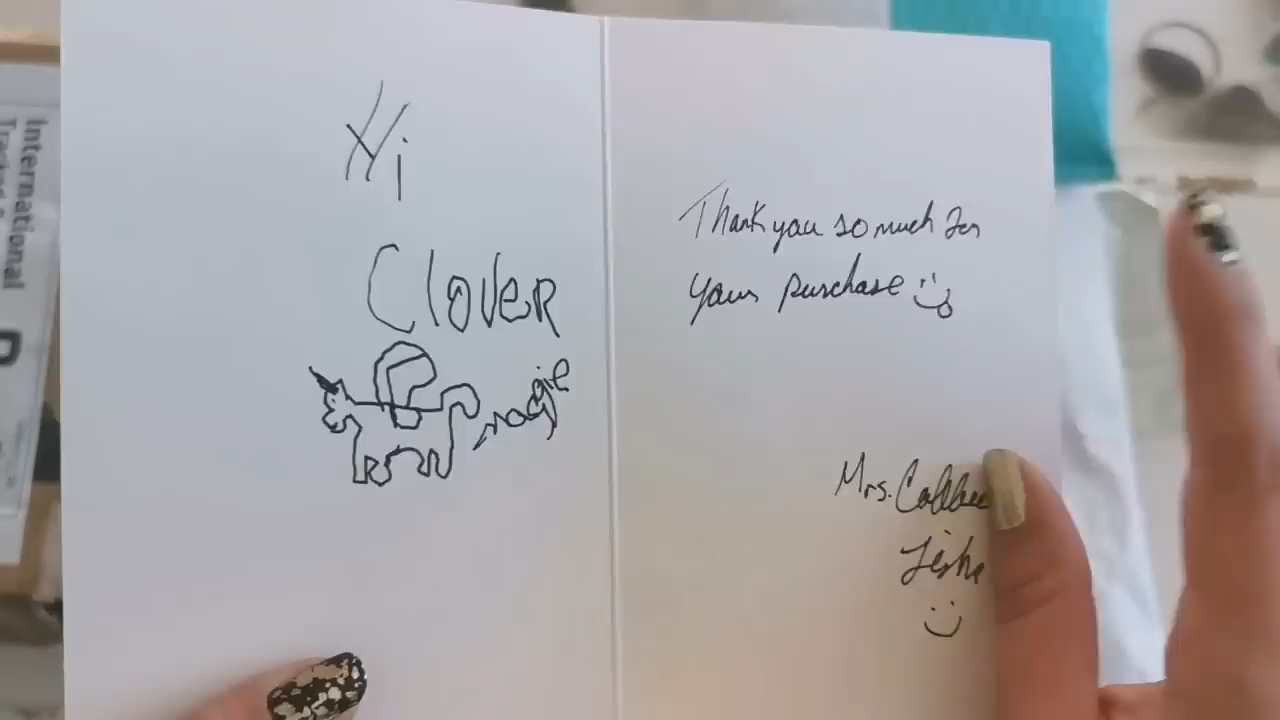 Hi
Clover
magic
Thank you so much for
your purchase
Mrs.
International